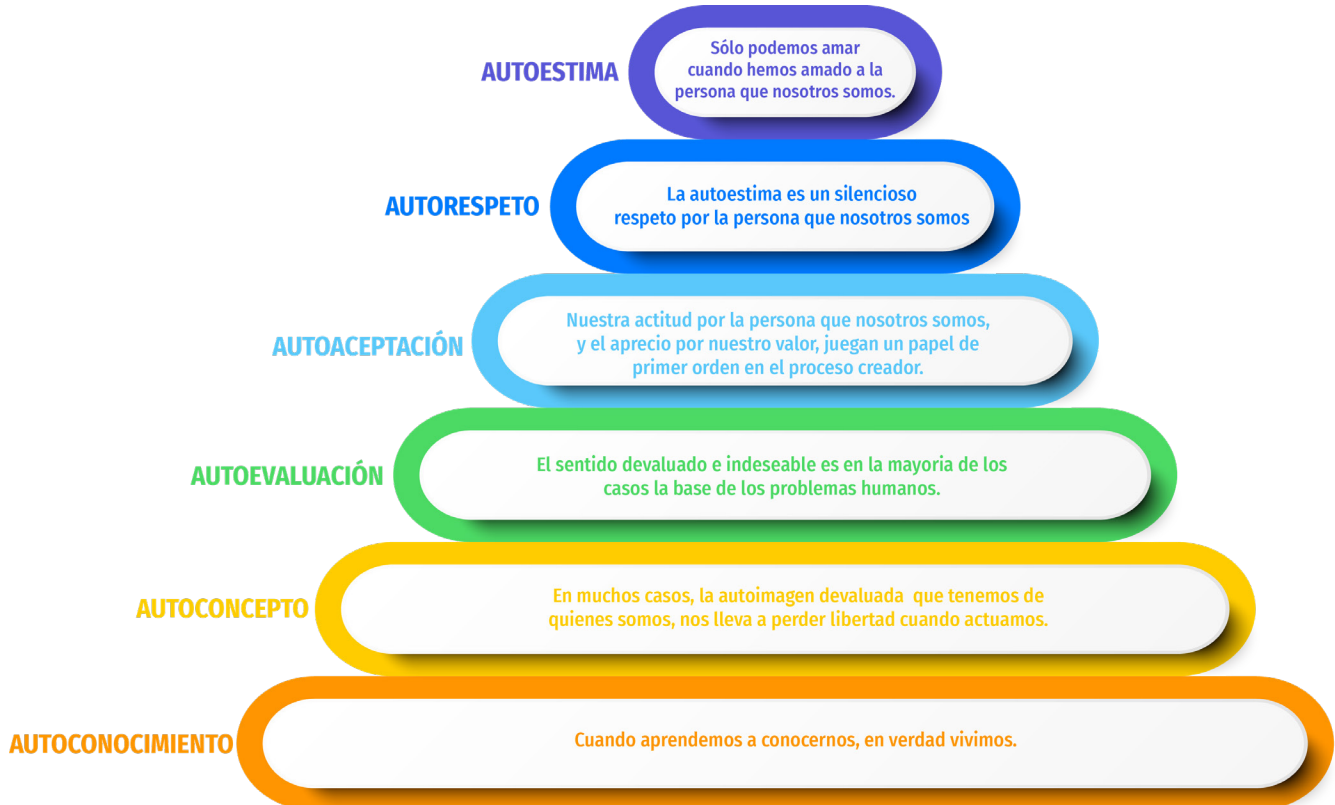 AUTOESTIMA
Sólo podemos amar
cuando hemos amado a la
persona que nosotros somos.
AUTORESPETO
La autoestima es un silencioso
respeto por la persona que nosotros somos
AUTOACEPTACIÓN
Nuestra actitud por la persona que nosotros somos,
y el aprecio por nuestro valor, juegan un papel de
primer orden en el proceso creador.
AUTOEVALUACIÓN
El sentido devaluado e indeseable es en la mayoria de los
casos la base de los problemas humanos.
AUTOCONCEPTO
En muchos casos, la autoimagen devaluada  que tenemos de
quienes somos, nos lleva a perder libertad cuando actuamos.
AUTOCONOCIMIENTO
Cuando aprendemos a conocernos, en verdad vivimos.